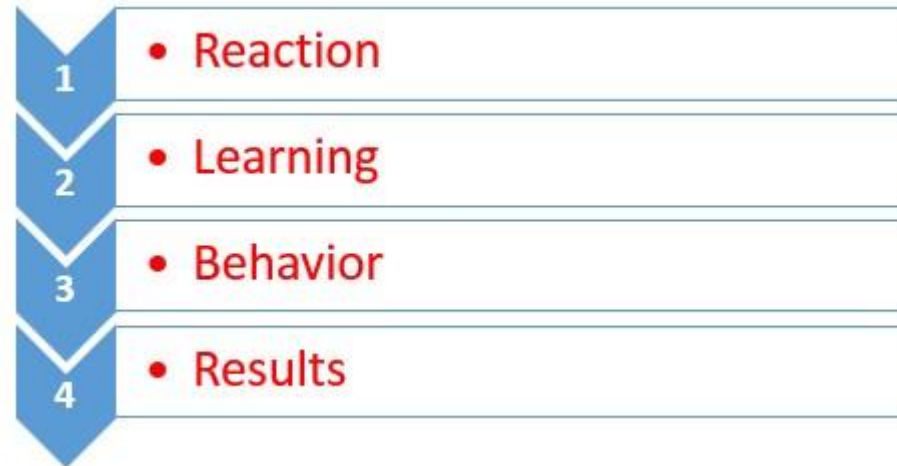 1 • Reaction
2 • Learning
3 • Behavior
4 • Results